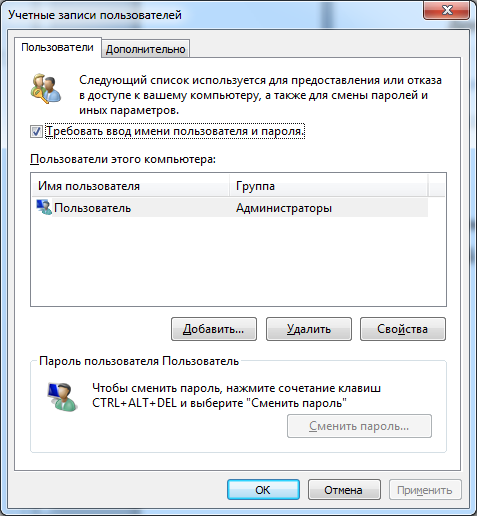 Учетные записи пользователей
Пользователи
Дополнительно
Следующий список используется для предоставления или отказа
в доступе к вашему компьютеру, а также для смены паролей и
иных параметров.
Требовать ввод имени пользователя и пароля.
Пользователи этого компьютера:
Имя пользователя Группа
Пользователь Администраторы
Добавить... Удалить Свойства
Пароль пользователя Пользователь
Чтобы сменить пароль, нажмите сочетание клавиш
CTRL+ALT+DEL и выберите "Сменить пароль"
Сменить пароль...
ОК Отмена Применить